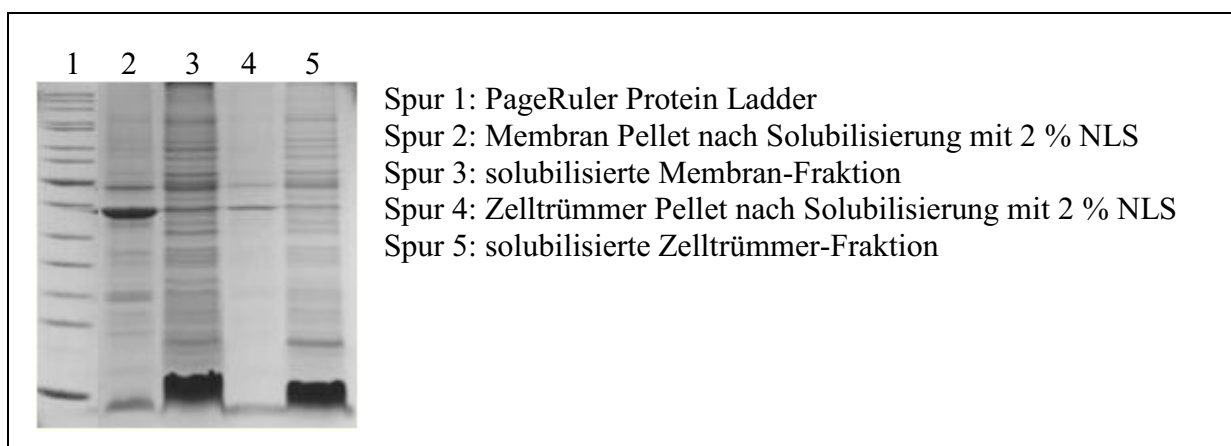 1 2 3 4 5
Spur 1: PageRuler Protein Ladder
Spur 2: Membran Pellet nach Solubilisierung mit 2 % NLS
Spur 3: solubilisierte Membran-Fraktion
Spur 4: Zelltrümmer Pellet nach Solubilisierung mit 2 % NLS
Spur 5: solubilisierte Zelltrümmer-Fraktion